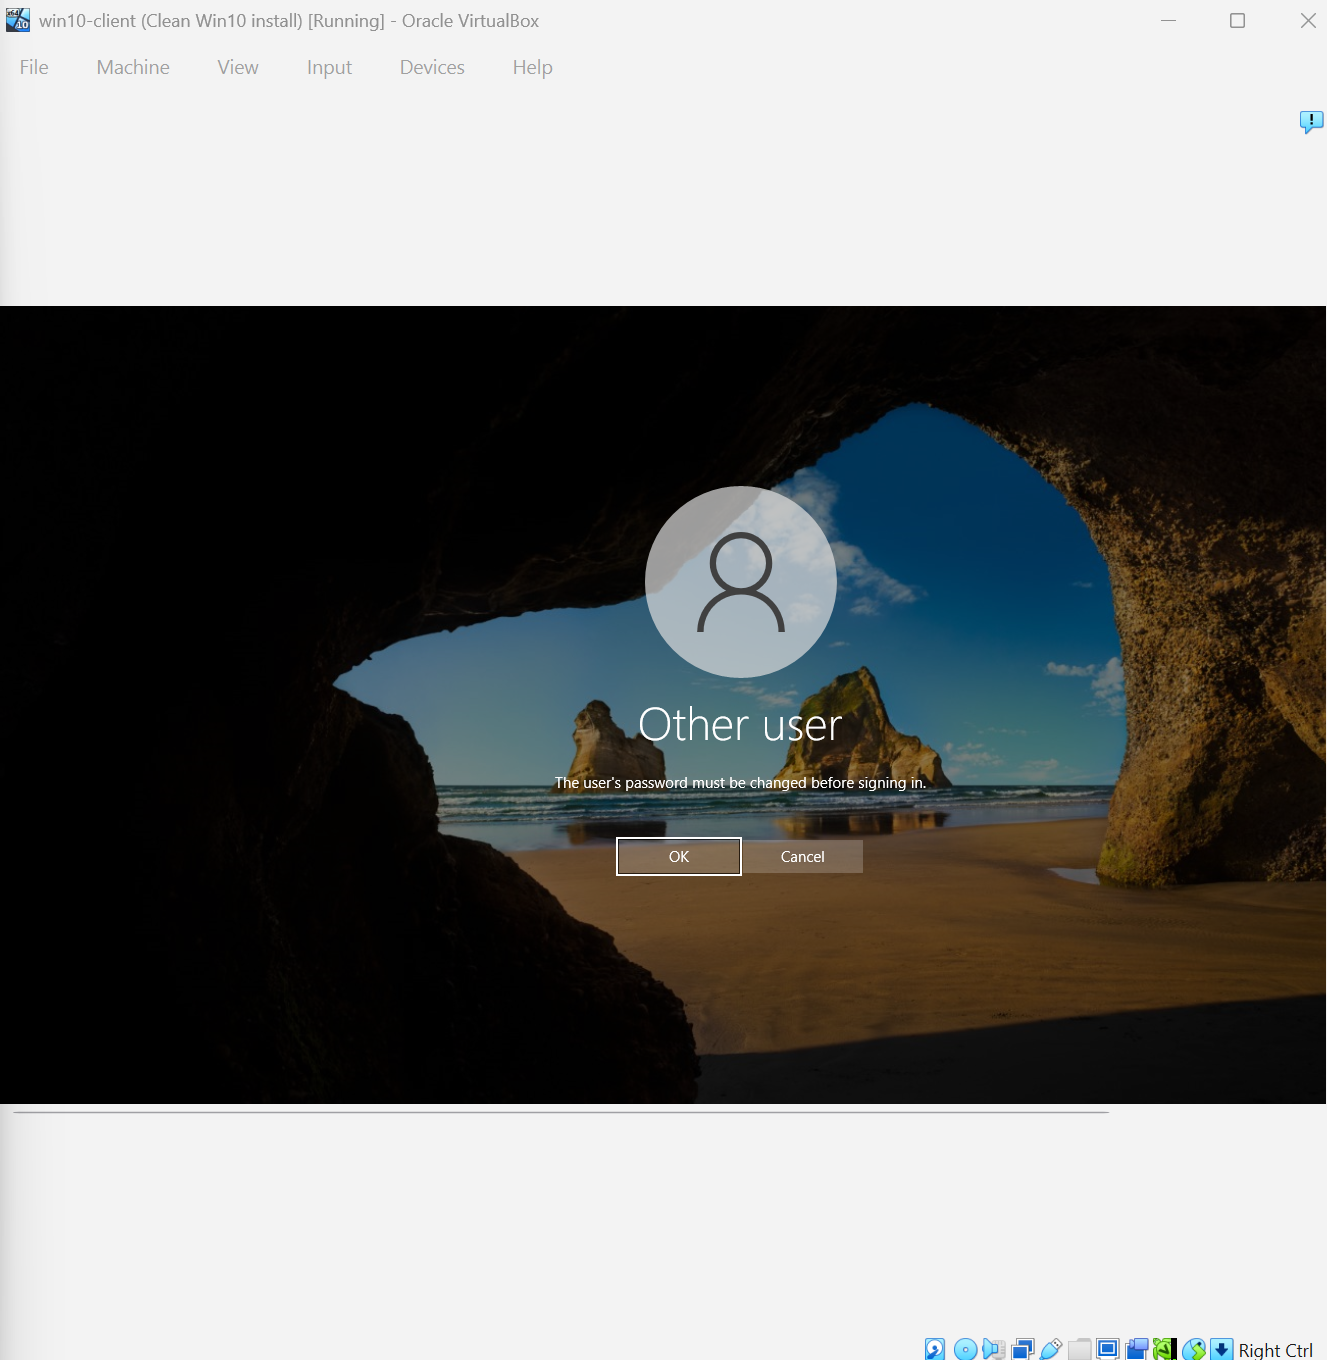 win10-client (Clean Win10 install) [Running] - Oracle VirtualBox
File Machine View Input Devices Help
Other user
The user's password must be changed before signing in.
OK Cancel
Right Ctrl